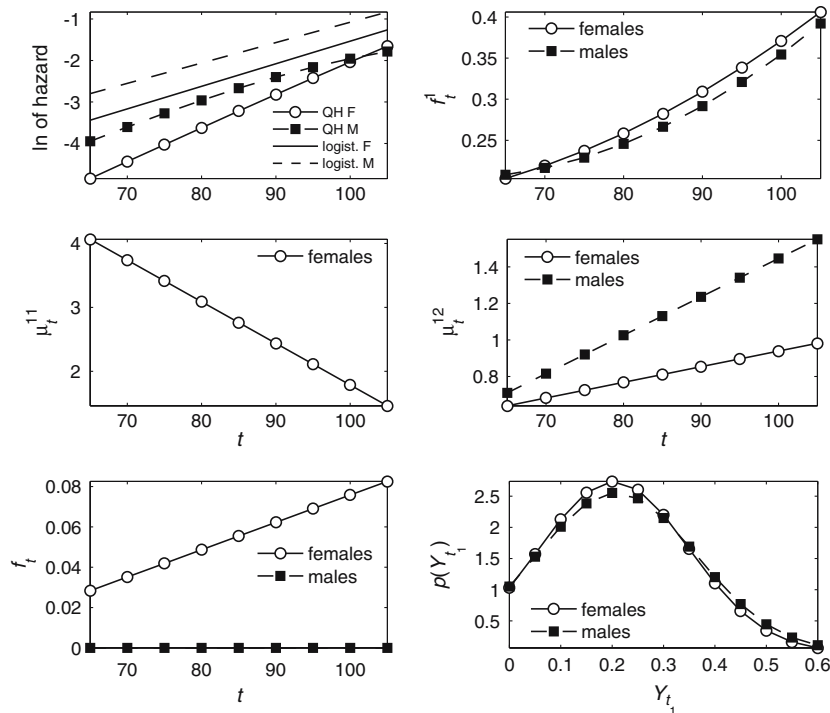 -1
-2
-3
-4
ln of hazard
QH F
QH M
logist. F
logist. M
70 80 90 100
0.4
0.35
0.3
0.25
f_t^1
females
males
70 80 90 100
4
3
2
μ_t^11
females
70 80 90 100
t
1.4
1.2
1
0.8
μ_t^12
females
males
70 80 90 100
t
0.08
0.06
0.04
0.02
0
f_t
females
males
70 80 90 100
t
2.5
2
1.5
1
0.5
p(Y_t_1)
females
males
0 0.1 0.2 0.3 0.4 0.5 0.6
Y_t_1